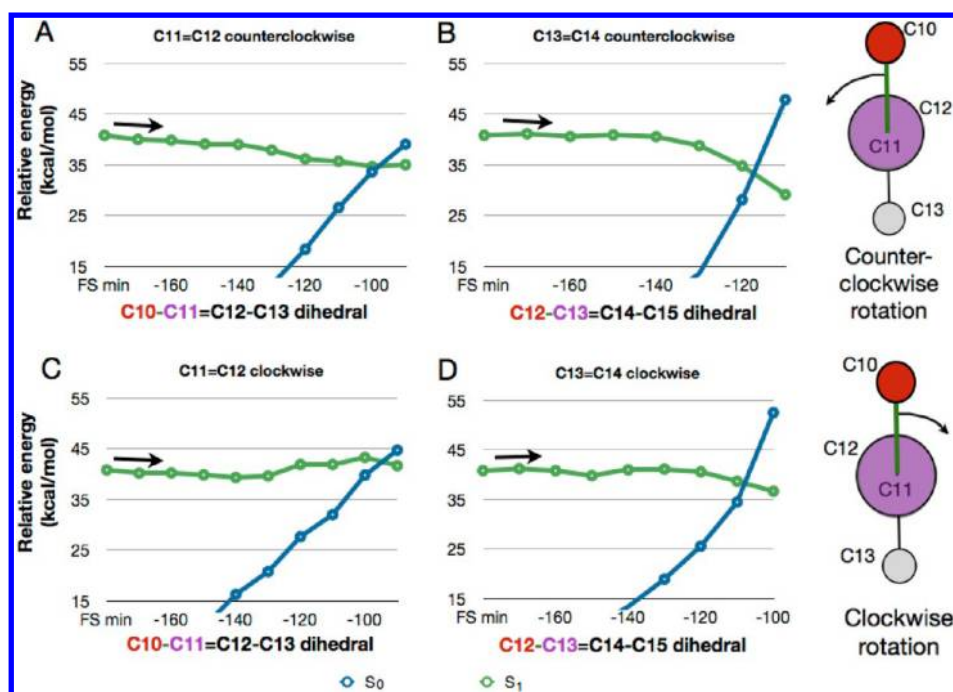 A
C11=C12 counterclockwise
55
45
35
25
15
Relative energy
(kcal/mol)
FS min -160 -140 -120 -100
C10-C11=C12-C13 dihedral
B
C13=C14 counterclockwise
55
45
35
25
15
FS min -160 -140 -120
C12-C13=C14-C15 dihedral
C10
C12
C11
C13
Counter-
clockwise
rotation
C
C11=C12 clockwise
55
45
35
25
15
Relative energy
(kcal/mol)
FS min -160 -140 -120 -100
C10-C11=C12-C13 dihedral
D
C13=C14 clockwise
55
45
35
25
15
FS min -160 -140 -120 -100
C12-C13=C14-C15 dihedral
C10
C12
C11
C13
Clockwise
rotation
S0
S1